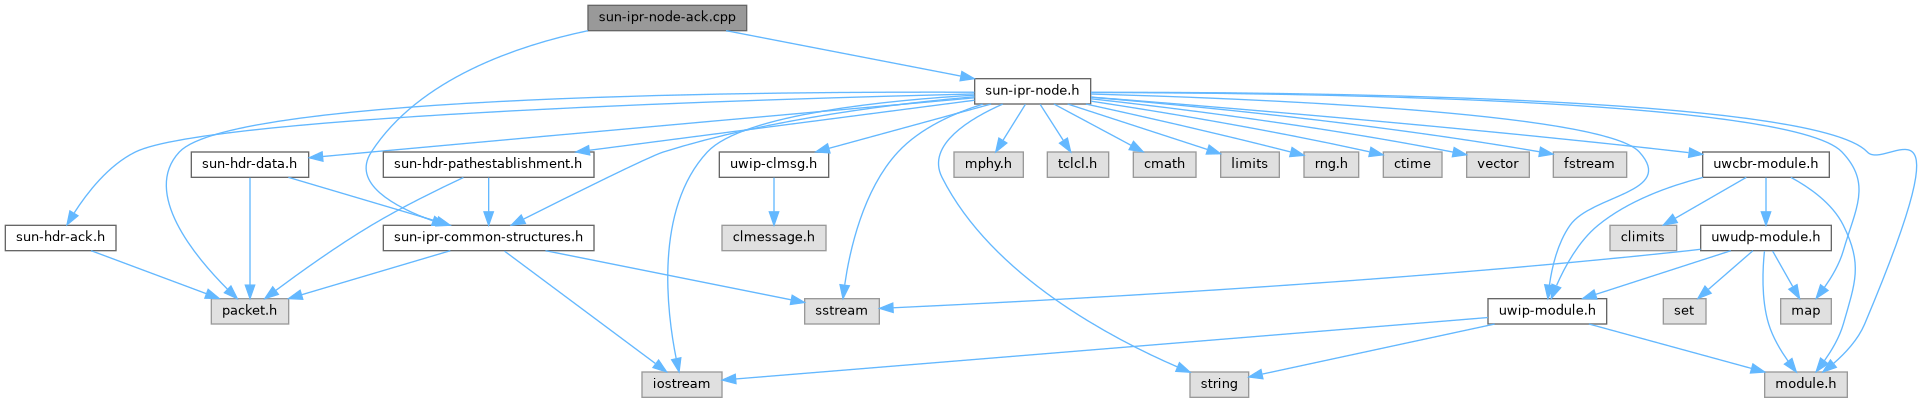 sun-ipr-node-ack.cpp
sun-ipr-node.h
sun-hdr-data.h
sun-hdr-pathestablishment.h
uwip-clmsg.h
mphy.h
tclcl.h
cmath
limits
rng.h
ctime
vector
fstream
uwcbr-module.h
sun-hdr-ack.h
sun-ipr-common-structures.h
clmessage.h
climits
uwudp-module.h
packet.h
sstream
uwip-module.h
set
map
iostream
string
module.h